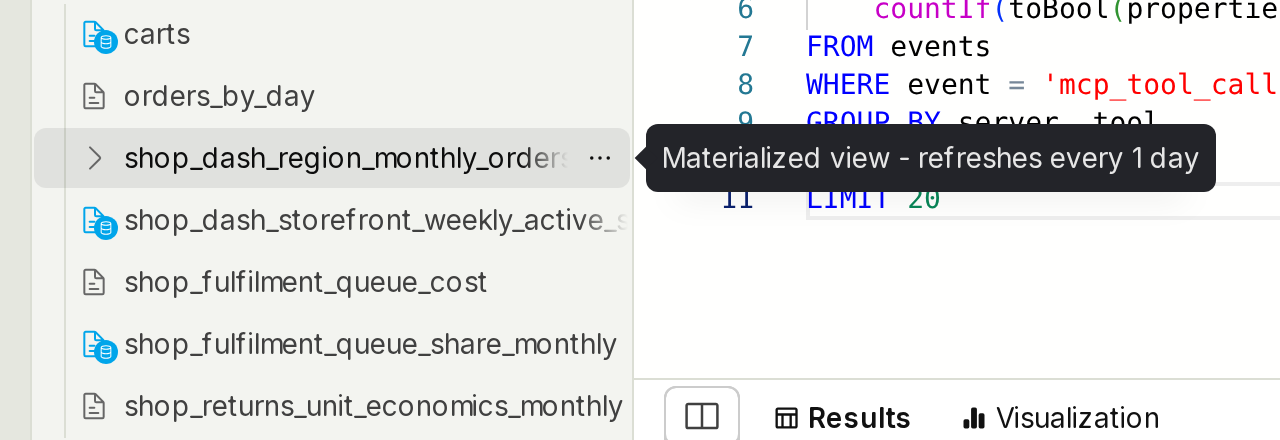 carts
orders_by_day
shop_dash_region_monthly_orders
shop_dash_storefront_weekly_active_s
shop_fulfilment_queue_cost
shop_fulfilment_queue_share_monthly
shop_returns_unit_economics_monthly
6 countIf(toBool(propertie
7 FROM events
8 WHERE event = 'mcp_tool_call
9 GROUP BY server, tool
Materialized view - refreshes every 1 day
11 LIMIT 20
Results
Visualization